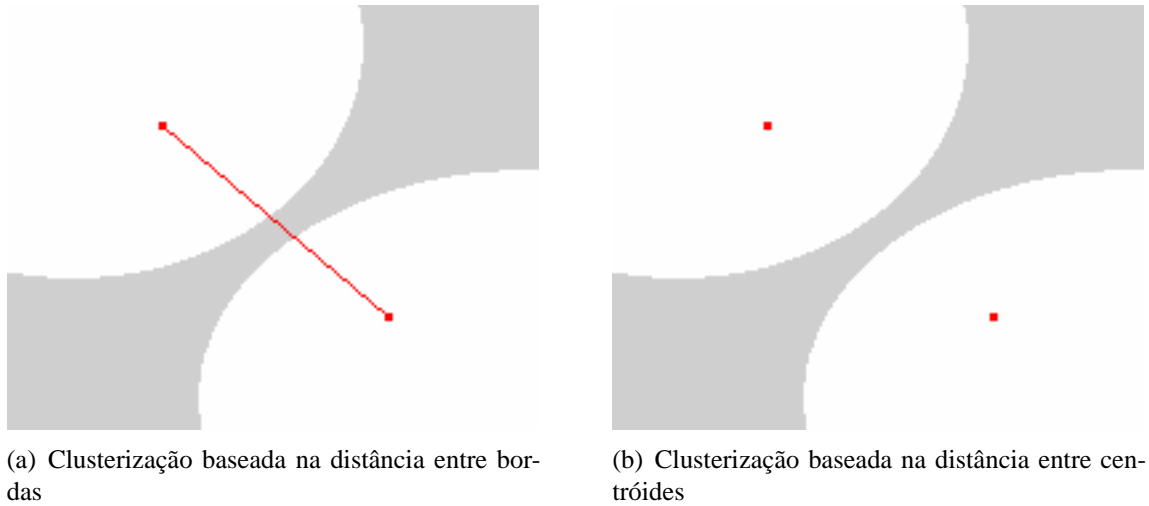 (a) Clusterização baseada na distância entre bor-
das
(b) Clusterização baseada na distância entre cen-
tróides